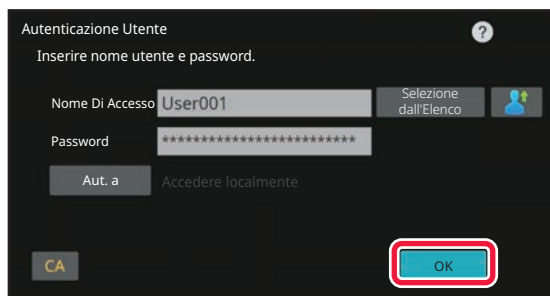 Autenticazione Utente
?
Inserire nome utente e password.
Nome Di Accesso User001 Selezione dall'Elenco
Password *************************
Aut. a Accedere localmente
CA OK